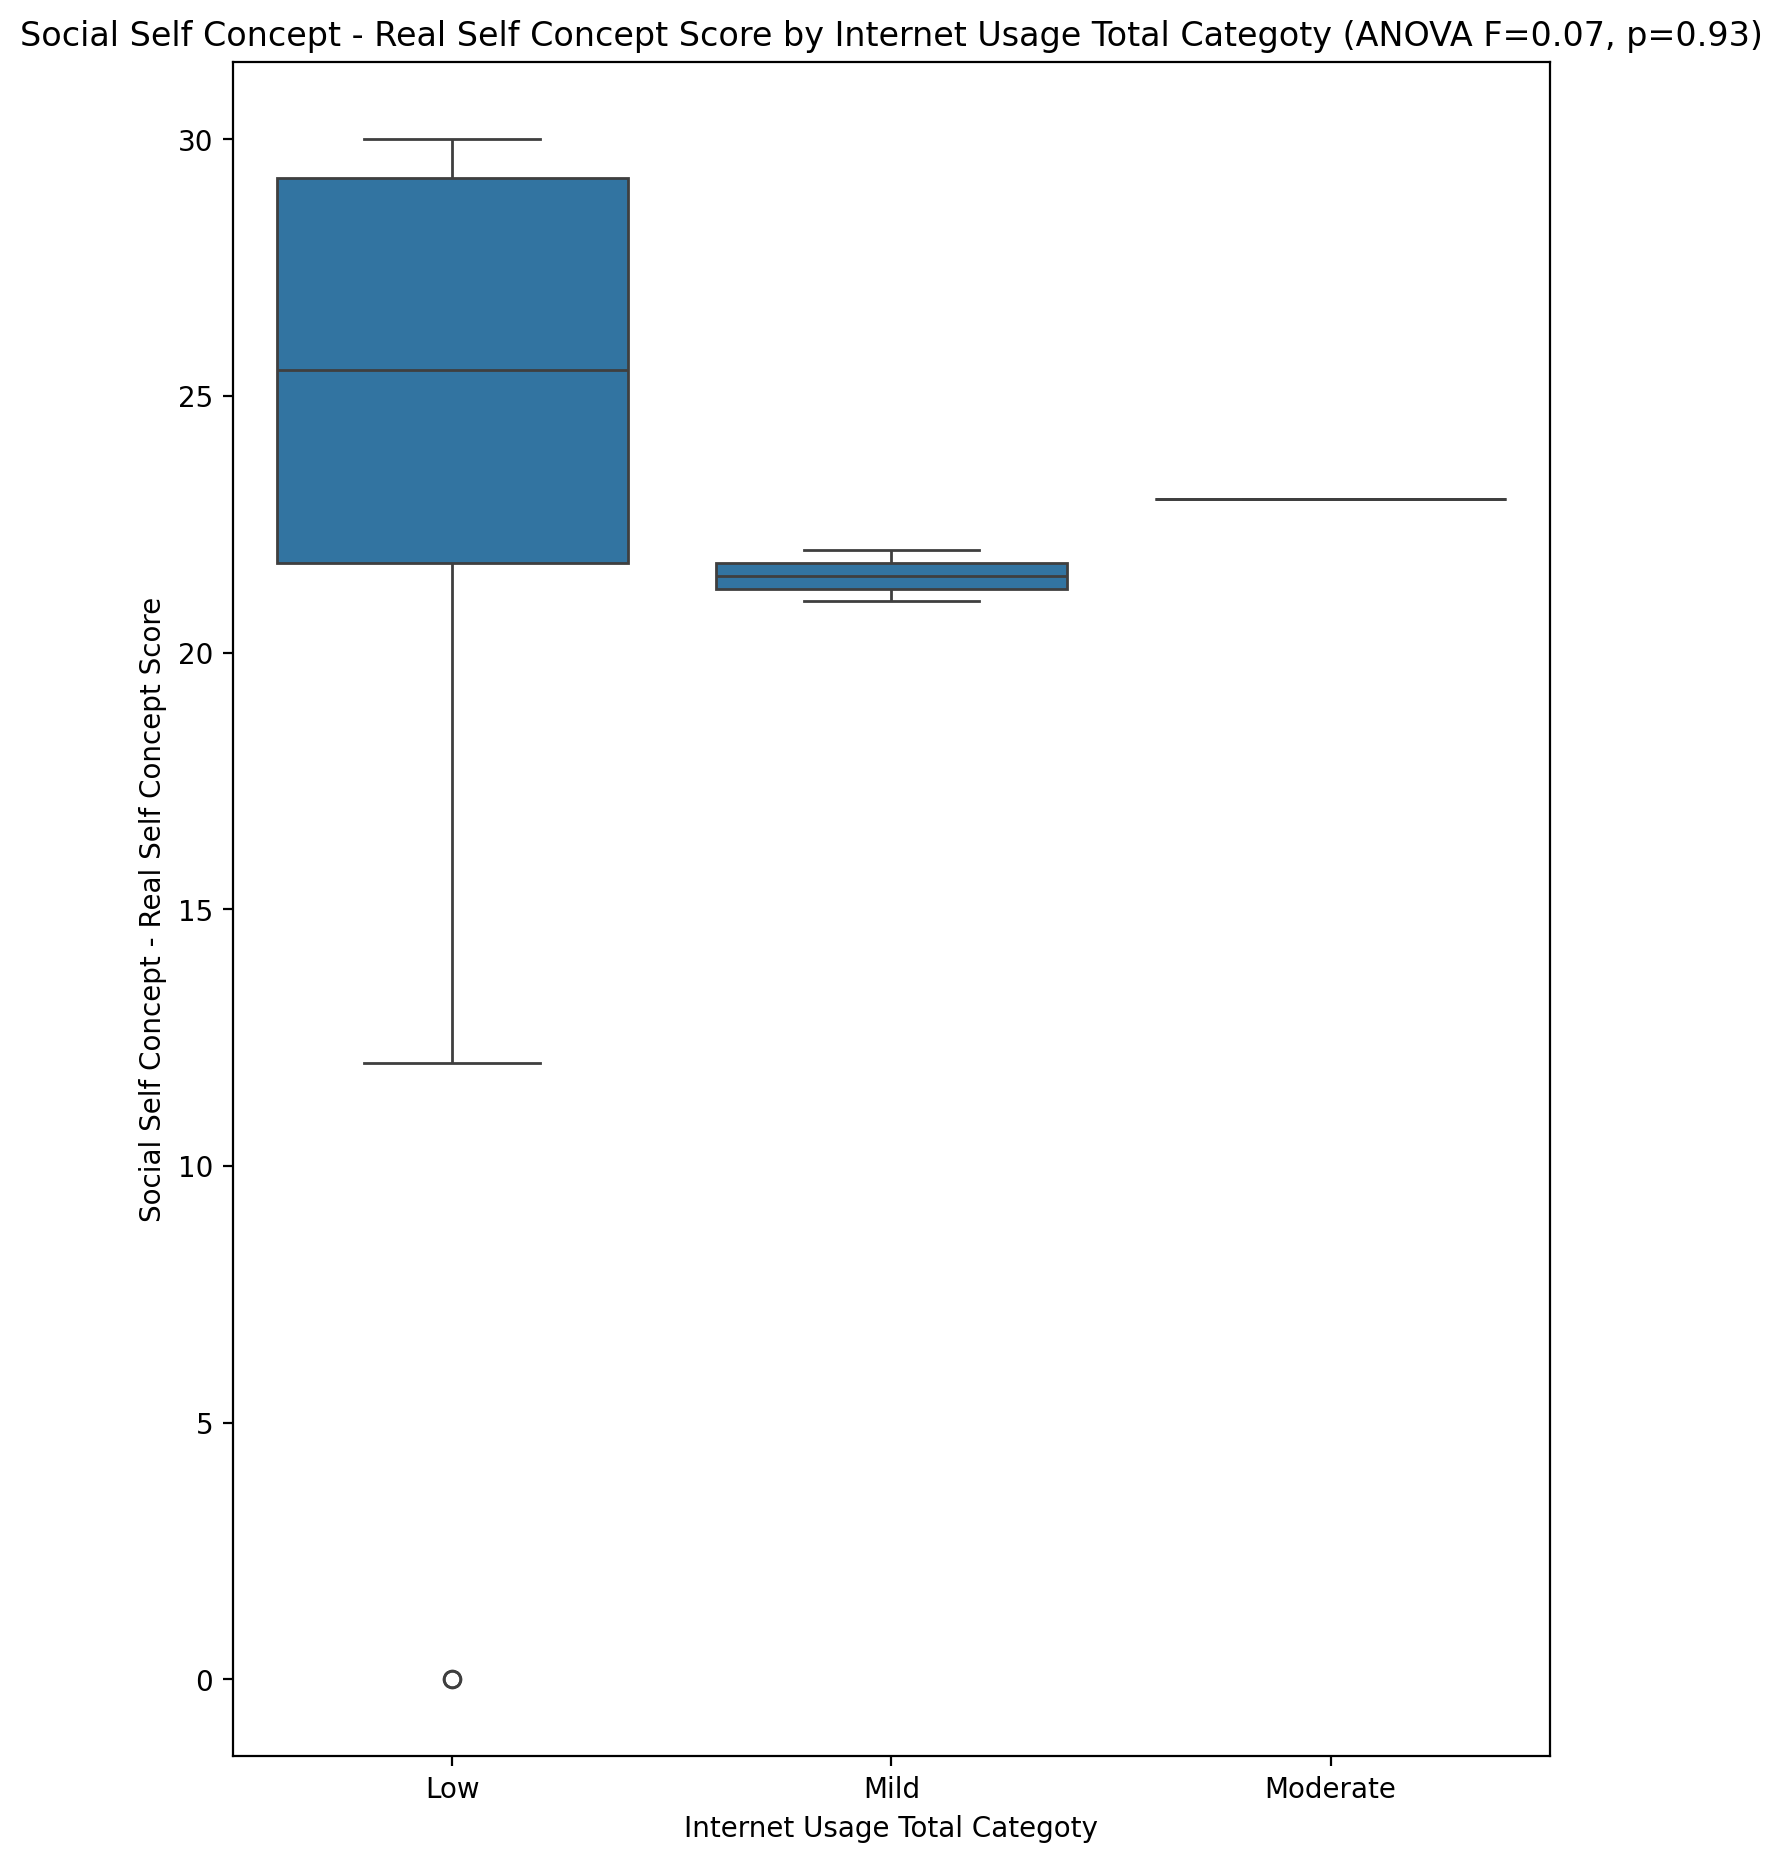 Social Self Concept - Real Self Concept Score by Internet Usage Total Categoty (ANOVA F=0.07, p=0.93)
Social Self Concept - Real Self Concept Score
30
25
20
15
10
5
0
Low Mild Moderate
Internet Usage Total Categoty